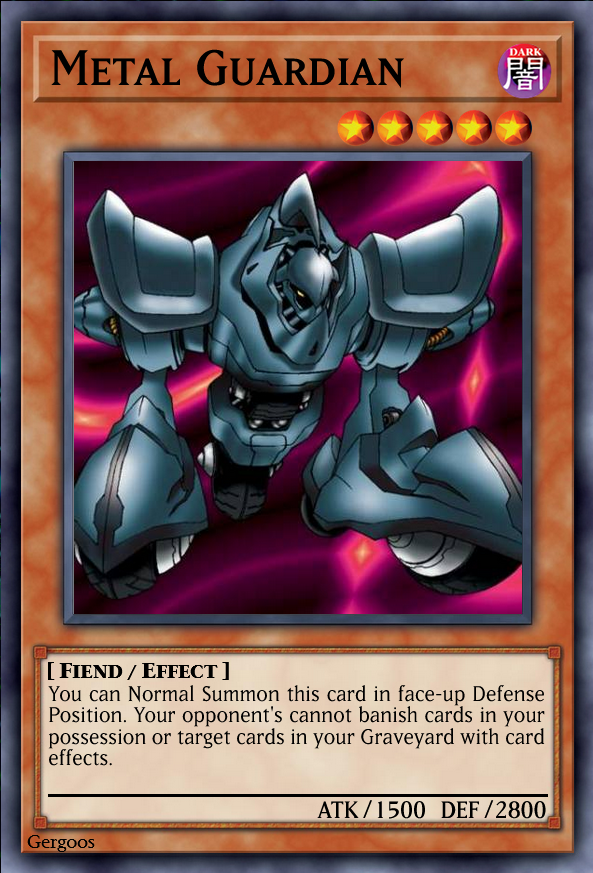 Metal Guardian
DARK
闇
[ Fiend / Effect ]
You can Normal Summon this card in face-up Defense
Position. Your opponent's cannot banish cards in your
possession or target cards in your Graveyard with card
effects.
ATK/1500 DEF/2800
Gergoos